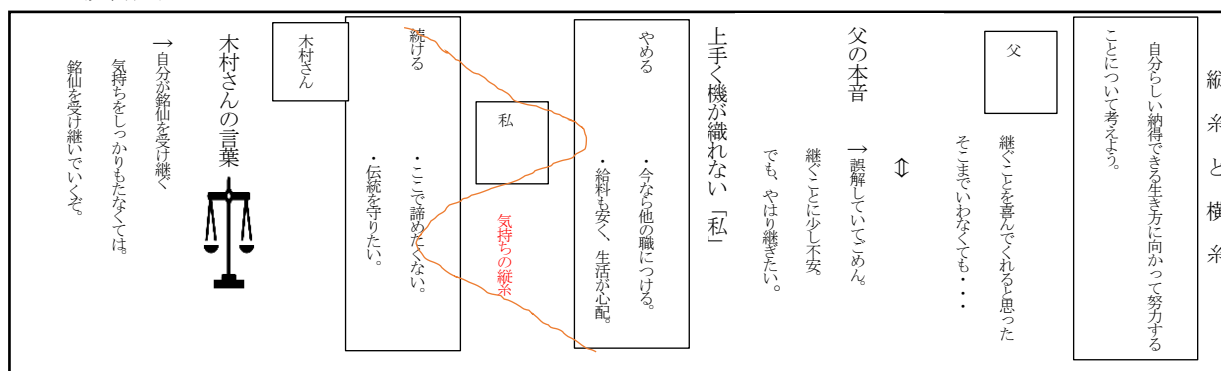 縦糸と横糸
自分らしい納得できる生き方に向かって努力する
ことについて考えよう。
父
継ぐことを喜んでくれると思った
そこまでいわなくても・・・
⇕
父の本音
→誤解していてごめん。
継ぐことに少し不安。
でも、やはり継ぎたい。
上手く機が織れない「私」
やめる
・今なら他の職につける。
・給料も安く、生活が心配。
私
気持ちの縦糸
続ける
・ここで諦めたくない。
・伝統を守りたい。
木村さん
木村さんの言葉
→自分が銘仙を受け継ぐ
気持ちをしっかりもたなくては。
銘仙を受け継いでいくぞ。